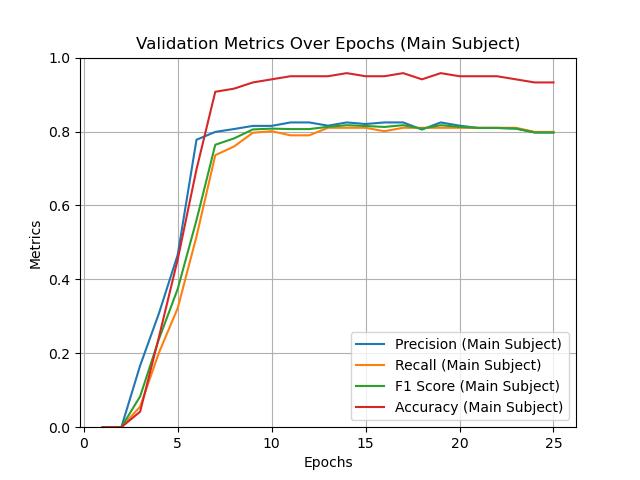 Validation Metrics Over Epochs (Main Subject)
1.0
0.8
0.6
0.4
0.2
0.0
Metrics
Precision (Main Subject)
Recall (Main Subject)
F1 Score (Main Subject)
Accuracy (Main Subject)
0 5 10 15 20 25
Epochs